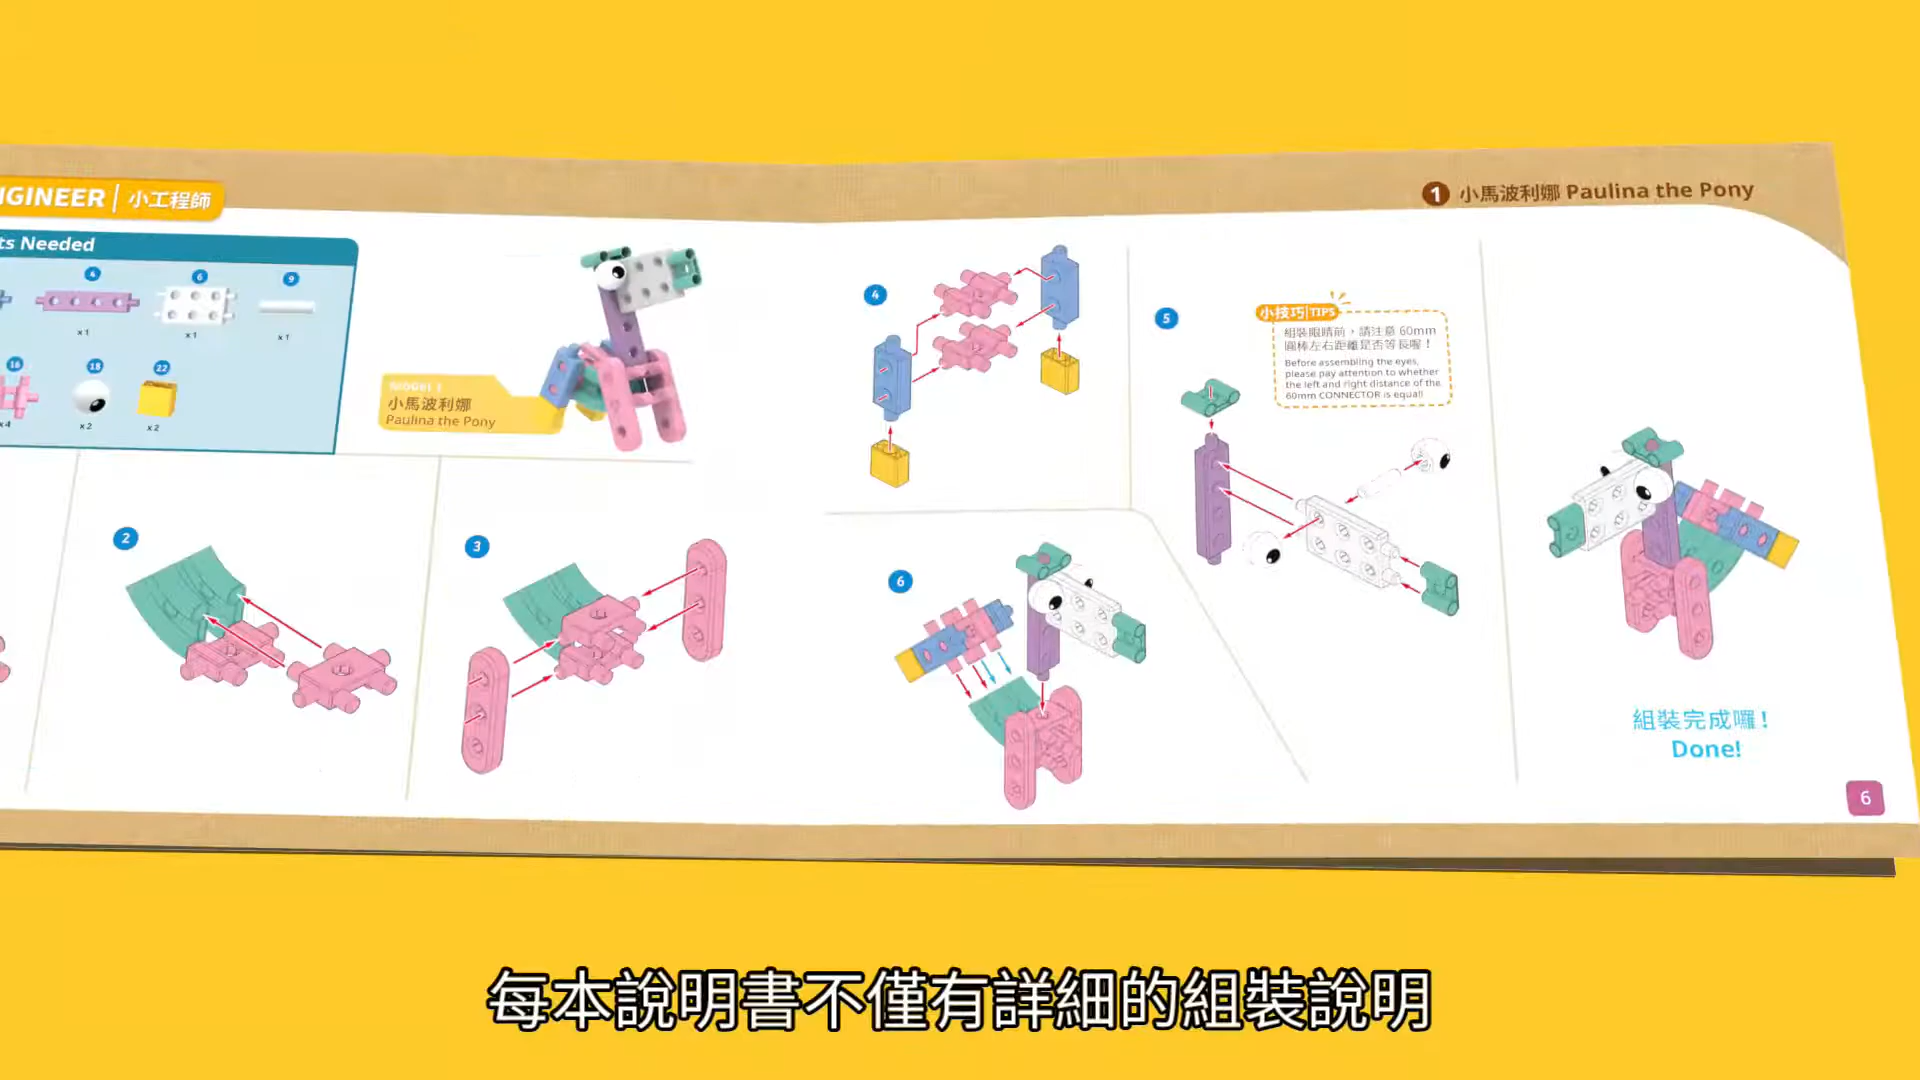 NGINEER | 小工程師
ts Needed
4
6
9
x1
x1
x1
16
18
22
x4
x2
x2
MODEL 1
小馬波利娜
Paulina the Pony
2
3
1 小馬波利娜 Paulina the Pony
4
5
小技巧|TIPS
組裝眼睛前，請注意 60mm
圓棒左右距離是否等長喔！
Before assembling the eyes,
please pay attention to whether
the left and right distance of the
60mm CONNECTOR is equal!
6
組裝完成囉！
Done!
6
每本說明書不僅有詳細的組裝說明